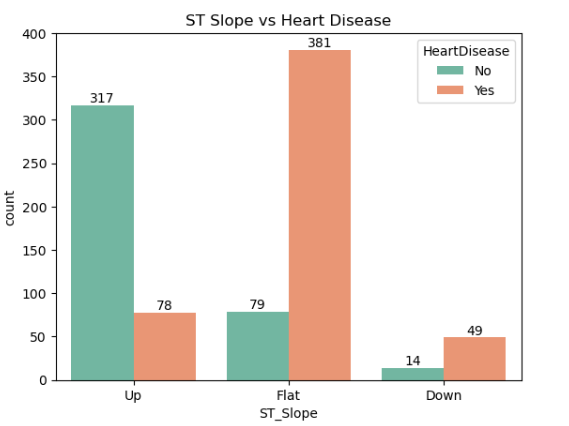 ST Slope vs Heart Disease
HeartDisease
No
Yes
400
350
300
250
200
150
100
50
0
count
317
78
79
381
14
49
Up
Flat
Down
ST_Slope